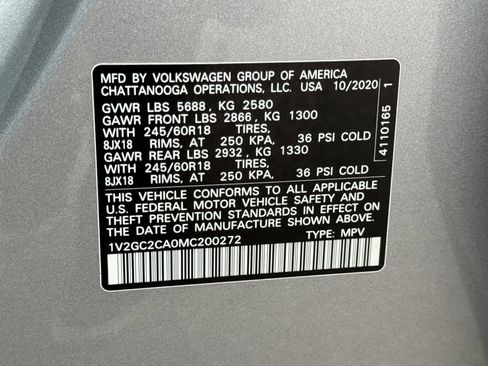 MFD BY VOLKSWAGEN GROUP OF AMERICA
CHATTANOOGA OPERATIONS, LLC. USA 10/2020
GVWR LBS 5688, KG 2580
GAWR FRONT LBS 2866, KG 1300
WITH 245/60R18 TIRES,
8JX18 RIMS, AT 250 KPA, 36 PSI COLD
GAWR REAR LBS 2932, KG 1330
WITH 245/60R18 TIRES,
8JX18 RIMS, AT 250 KPA, 36 PSI COLD
THIS VEHICLE CONFORMS TO ALL APPLICABLE
U.S. FEDERAL MOTOR VEHICLE SAFETY AND
THEFT PREVENTION STANDARDS IN EFFECT ON
THE DATE OF MANUFACTURE SHOWN ABOVE.
1V2GC2CA0MC200272
TYPE: MPV
4110165 1